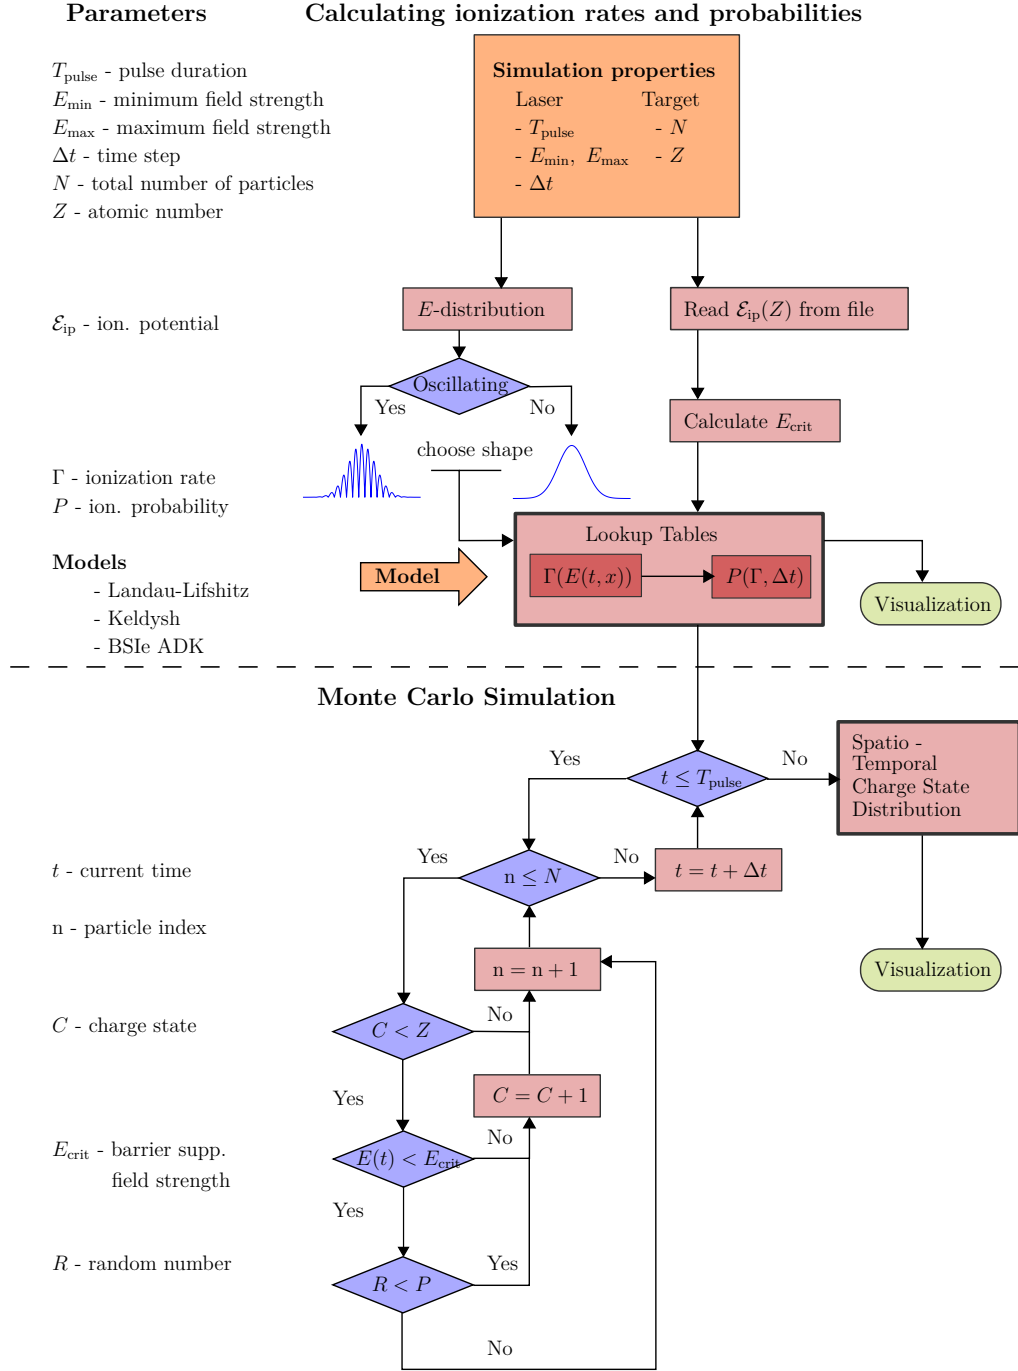 Parameters
Calculating ionization rates and probabilities
T_pulse - pulse duration
E_min - minimum field strength
E_max - maximum field strength
Δt - time step
N - total number of particles
Z - atomic number
Simulation properties
Laser Target
- T_pulse - N
- E_min, E_max - Z
- Δt
ℰ_ip - ion. potential
E-distribution
Read ℰ_ip(Z) from file
Oscillating
Yes
No
Calculate E_crit
choose shape
Γ - ionization rate
P - ion. probability
Lookup Tables
Models
- Landau-Lifshitz
- Keldysh
- BSIe ADK
Model
Γ(E(t, x))
P(Γ, Δt)
Visualization
Monte Carlo Simulation
Yes
t ≤ T_pulse
No
Spatio -
Temporal
Charge State
Distribution
t - current time
Yes
n ≤ N
No
t = t + Δt
n - particle index
n = n + 1
Visualization
C - charge state
C < Z
No
Yes
C = C + 1
E_crit - barrier supp.
field strength
E(t) < E_crit
No
Yes
R - random number
R < P
Yes
No